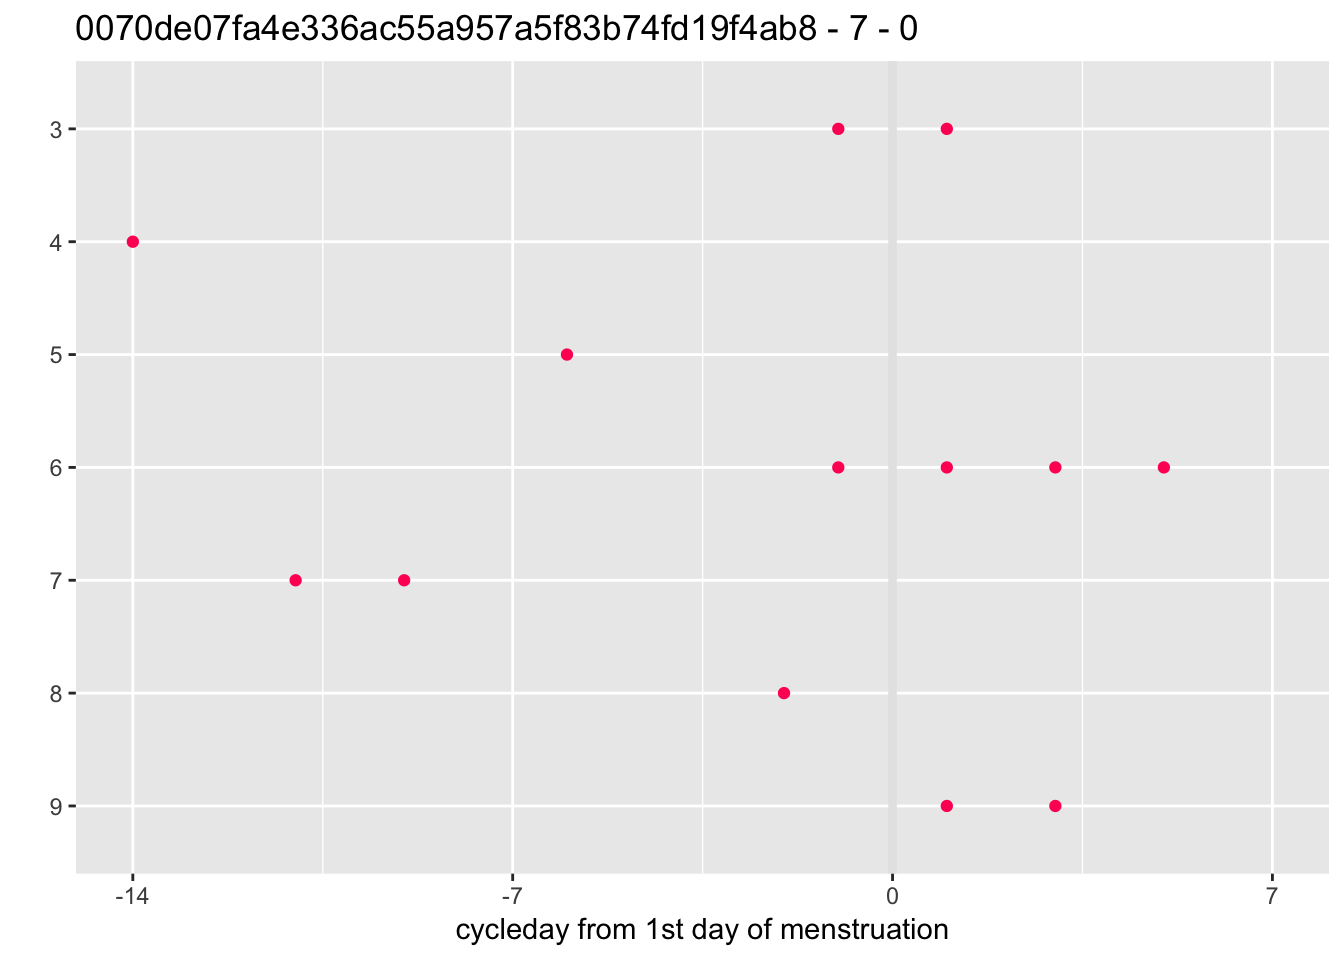 0070de07fa4e336ac55a957a5f83b74fd19f4ab8 - 7 - 0
3
4
5
6
7
8
9
-14 -7 0 7
cycleday from 1st day of menstruation